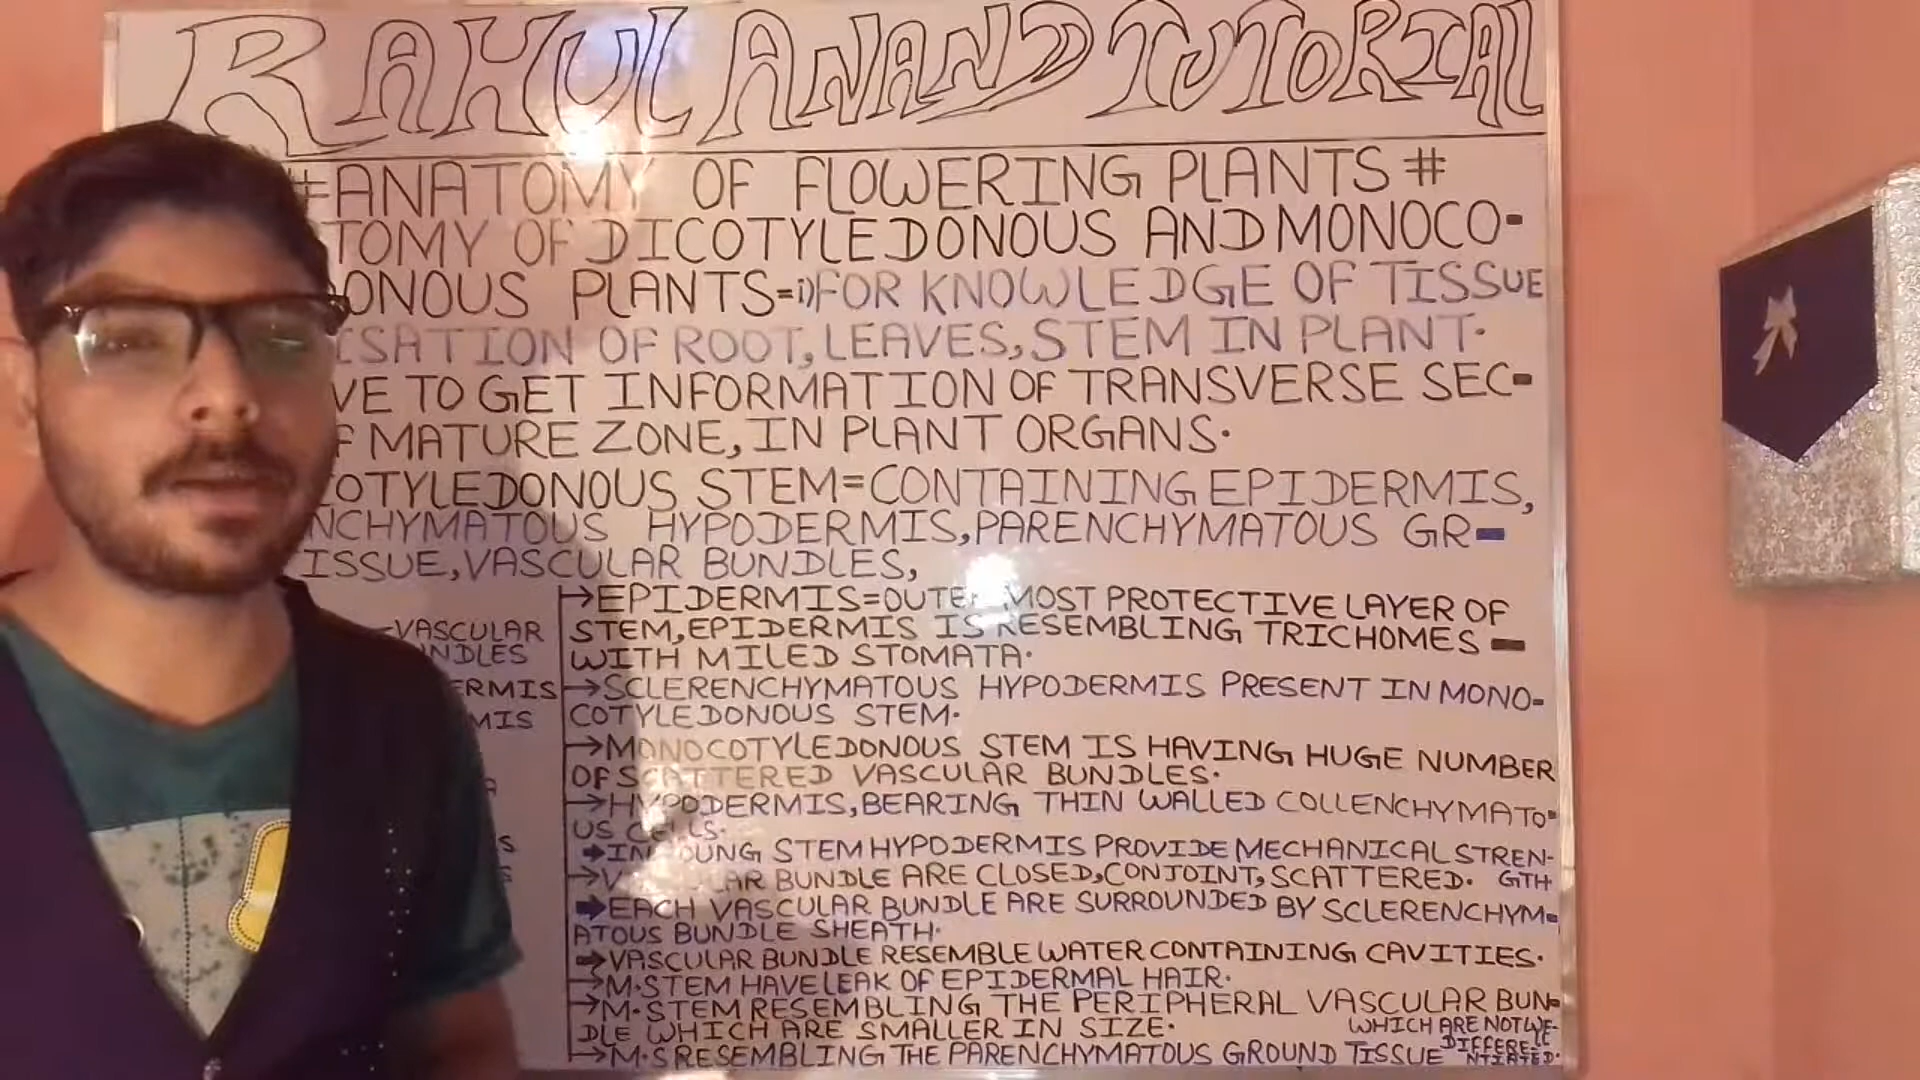 RAHUL ANAND TUTORIAL
#ANATOMY OF FLOWERING PLANTS #
TOMY OF DICOTYLEDONOUS AND MONOCO-
ONOUS PLANTS=i)FOR KNOWLEDGE OF TISSUE
ISATION OF ROOT, LEAVES, STEM IN PLANT.
VE TO GET INFORMATION OF TRANSVERSE SEC-
F MATURE ZONE, IN PLANT ORGANS.
COTYLEDONOUS STEM=CONTAINING EPIDERMIS,
NCHYMATOUS HYPODERMIS, PARENCHYMATOUS GR-
ISSUE, VASCULAR BUNDLES,
VASCULAR
NDLES
ERMIS
MIS
→EPIDERMIS=OUTER MOST PROTECTIVE LAYER OF
STEM, EPIDERMIS IS RESEMBLING TRICHOMES -
WITH MILED STOMATA.
→SCLERENCHYMATOUS HYPODERMIS PRESENT IN MONO-
COTYLEDONOUS STEM.
→MONOCOTYLEDONOUS STEM IS HAVING HUGE NUMBER
OF SCATTERED VASCULAR BUNDLES.
→HYPODERMIS, BEARING THIN WALLED COLLENCHYMATO-
US CELLS.
→IN YOUNG STEM HYPODERMIS PROVIDE MECHANICAL STREN-
GTH
→VASCULAR BUNDLE ARE CLOSED, CONJOINT, SCATTERED.
→EACH VASCULAR BUNDLE ARE SURROUNDED BY SCLERENCHYM-
ATOUS BUNDLE SHEATH.
→VASCULAR BUNDLE RESEMBLE WATER CONTAINING CAVITIES.
→M.STEM HAVE LEAK OF EPIDERMAL HAIR.
→M.STEM RESEMBLING THE PERIPHERAL VASCULAR BUN-
DLE WHICH ARE SMALLER IN SIZE.
→M.S RESEMBLING THE PARENCHYMATOUS GROUND TISSUE
WHICH ARE NOT WE-
DIFFERE-
NTIATED.